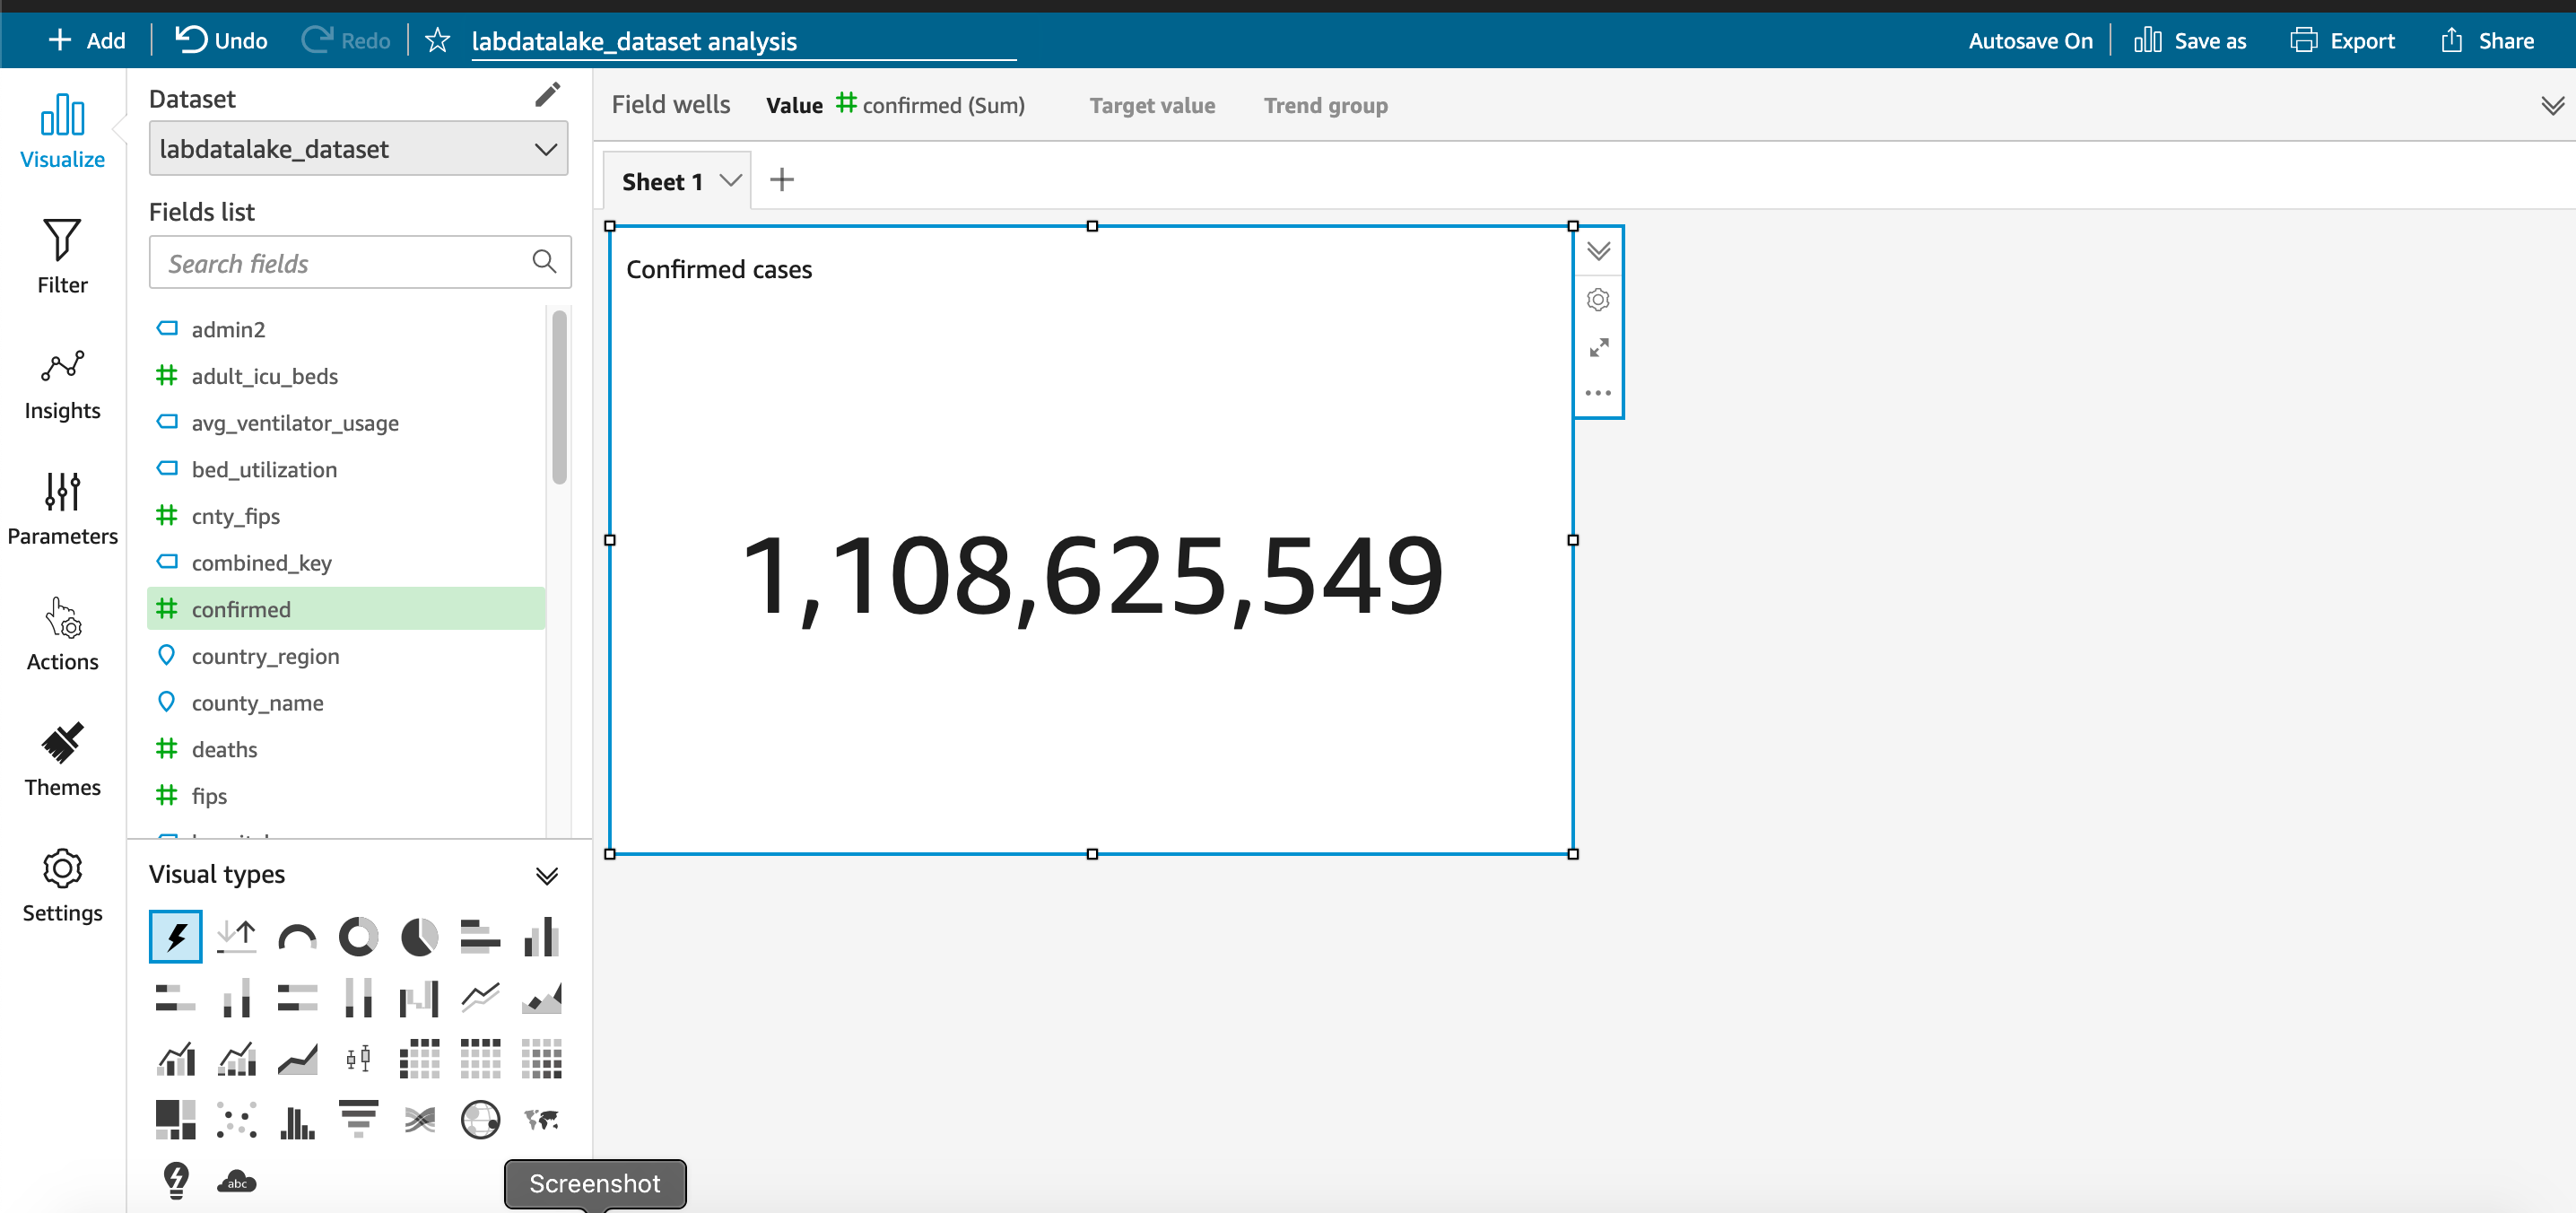 Add
Undo
Redo
labdatalake_dataset analysis
Autosave On
Save as
Export
Share
Visualize
Filter
Insights
Parameters
Actions
Themes
Settings
Dataset
labdatalake_dataset
Fields list
Search fields
admin2
adult_icu_beds
avg_ventilator_usage
bed_utilization
cnty_fips
combined_key
confirmed
country_region
county_name
deaths
fips
Visual types
abc
Field wells Value confirmed (Sum) Target value Trend group
Sheet 1
Confirmed cases
1,108,625,549
Screenshot